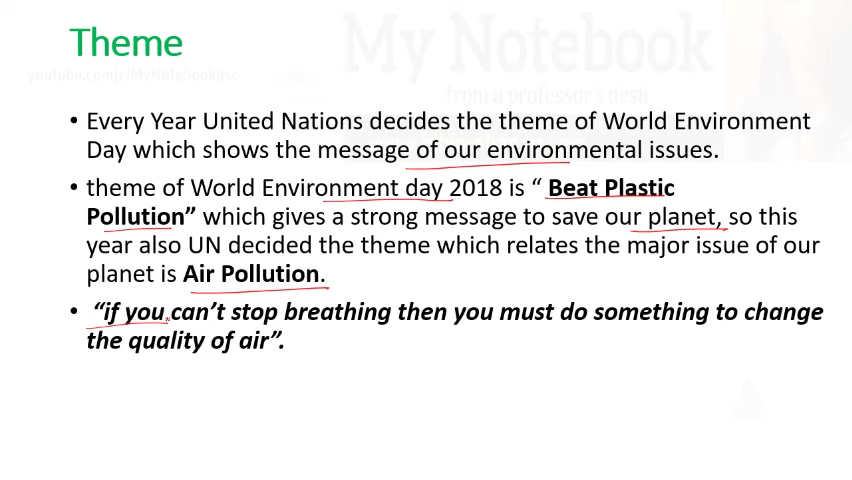 Theme
My Notebook
youtube.com/c/MyNotebookpsc
from a professor's desk
• Every Year United Nations decides the theme of World Environment
Day which shows the message of our environmental issues.
• theme of World Environment day 2018 is “ Beat Plastic
Pollution” which gives a strong message to save our planet, so this
year also UN decided the theme which relates the major issue of our
planet is Air Pollution.
• “if you can’t stop breathing then you must do something to change
the quality of air”.